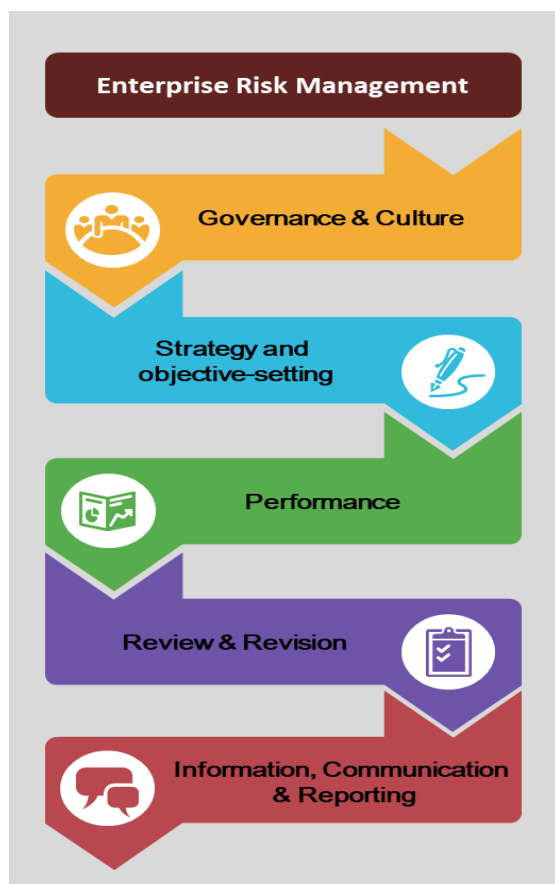 Enterprise Risk Management
Governance & Culture
Strategy and
objective-setting
Performance
Review & Revision
Information, Communication
& Reporting